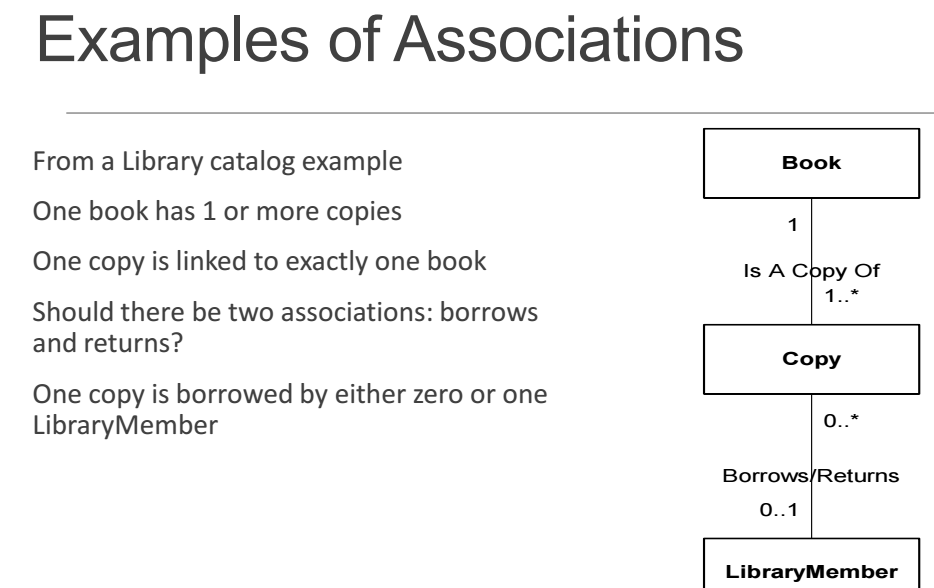 Examples of Associations
From a Library catalog example
One book has 1 or more copies
One copy is linked to exactly one book
Should there be two associations: borrows
and returns?
One copy is borrowed by either zero or one
LibraryMember
Book
1
Is A Copy Of
1..*
Copy
0..*
Borrows/Returns
0..1
LibraryMember